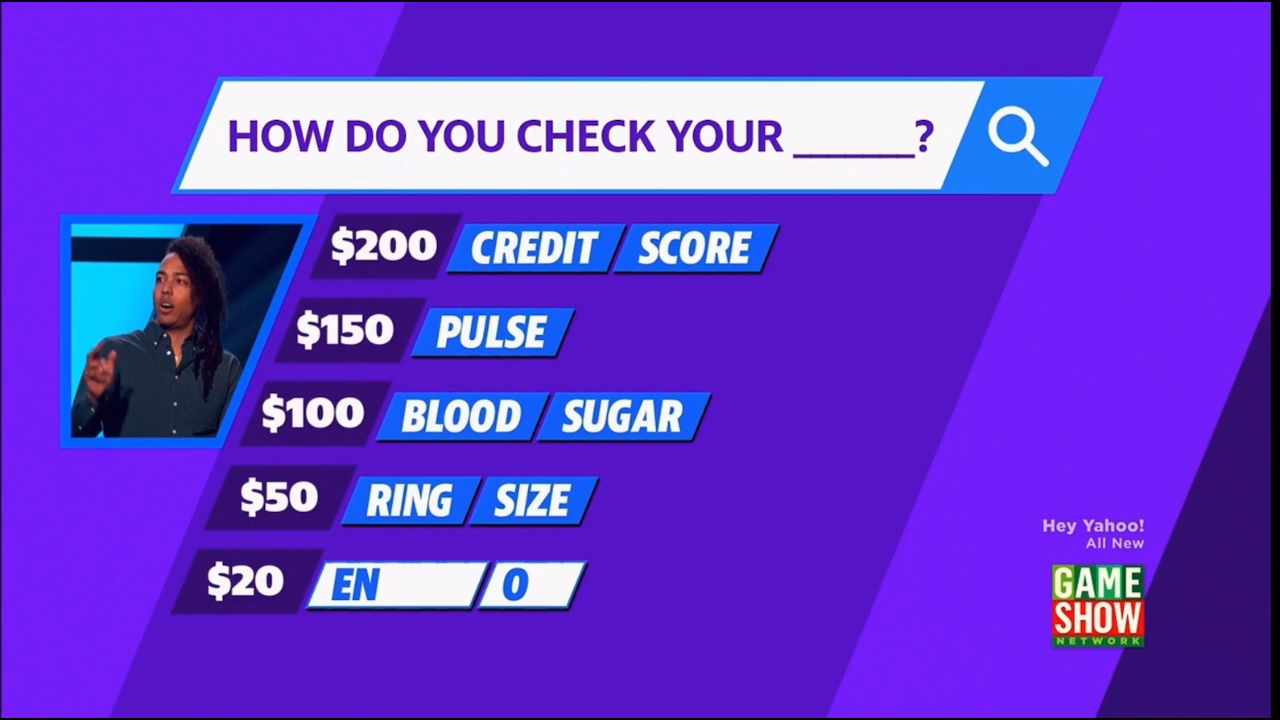 HOW DO YOU CHECK YOUR ______?
$200 CREDIT SCORE
$150 PULSE
$100 BLOOD SUGAR
$50 RING SIZE
$20 EN O
Hey Yahoo!
All New
GAME
SHOW
NETWORK